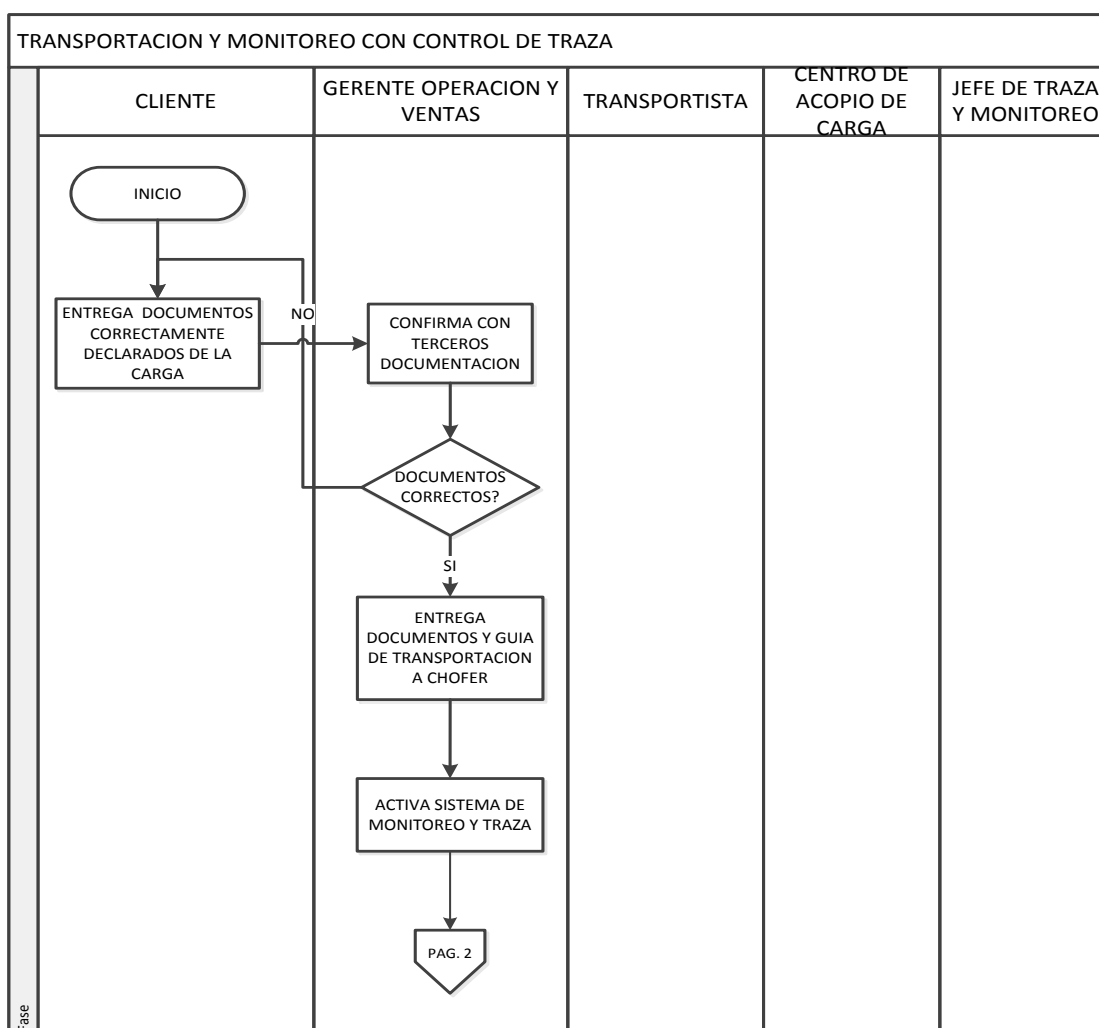 TRANSPORTACION Y MONITOREO CON CONTROL DE TRAZA
CLIENTE
GERENTE OPERACION Y
VENTAS
TRANSPORTISTA
CENTRO DE
ACOPIO DE
CARGA
JEFE DE TRAZA
Y MONITOREO
INICIO
ENTREGA DOCUMENTOS
CORRECTAMENTE
DECLARADOS DE LA
CARGA
NO
CONFIRMA CON
TERCEROS
DOCUMENTACION
DOCUMENTOS
CORRECTOS?
SI
ENTREGA
DOCUMENTOS Y GUIA
DE TRANSPORTACION
A CHOFER
ACTIVA SISTEMA DE
MONITOREO Y TRAZA
PAG. 2
Fase